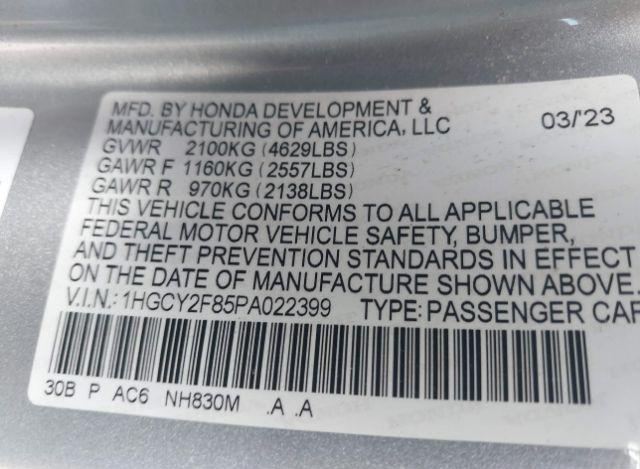 MFD. BY HONDA DEVELOPMENT &
MANUFACTURING OF AMERICA, LLC 03/'23
GVWR 2100KG (4629LBS)
GAWR F 1160KG (2557LBS)
GAWR R 970KG (2138LBS)
THIS VEHICLE CONFORMS TO ALL APPLICABLE
FEDERAL MOTOR VEHICLE SAFETY, BUMPER,
AND THEFT PREVENTION STANDARDS IN EFFECT
ON THE DATE OF MANUFACTURE SHOWN ABOVE.
V.I.N.: 1HGCY2F85PA022399 TYPE: PASSENGER CAR
30B P AC6 NH830M .A .A